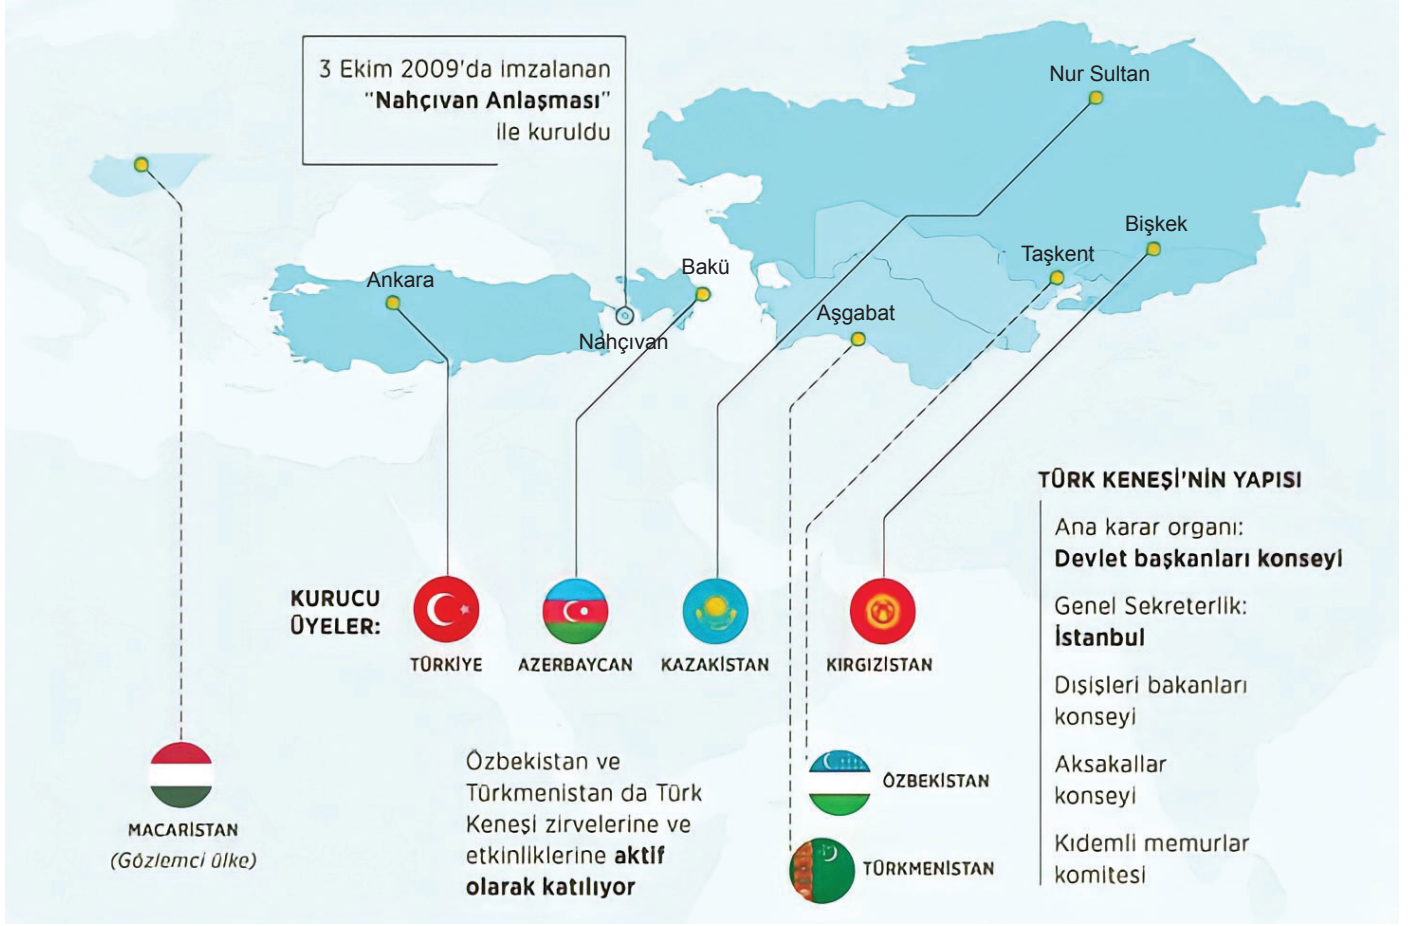 3 Ekim 2009'da imzalanan
"Nahçıvan Anlaşması"
ile kuruldu
Nur Sultan
Bişkek
Taşkent
Bakü
Ankara
Aşgabat
Nahçıvan
KURUCU
ÜYELER:
TÜRKİYE
AZERBAYCAN
KAZAKİSTAN
KIRGIZİSTAN
MACARİSTAN
(Gözlemci ülke)
Özbekistan ve
Türkmenistan da Türk
Keneşi zirvelerine ve
etkinliklerine aktif
olarak katılıyor
ÖZBEKİSTAN
TÜRKMENİSTAN
TÜRK KENEŞİ'NİN YAPISI
Ana karar organı:
Devlet başkanları konseyi
Genel Sekreterlik:
İstanbul
Dışişleri bakanları
konseyi
Aksakallar
konseyi
Kıdemli memurlar
komitesi